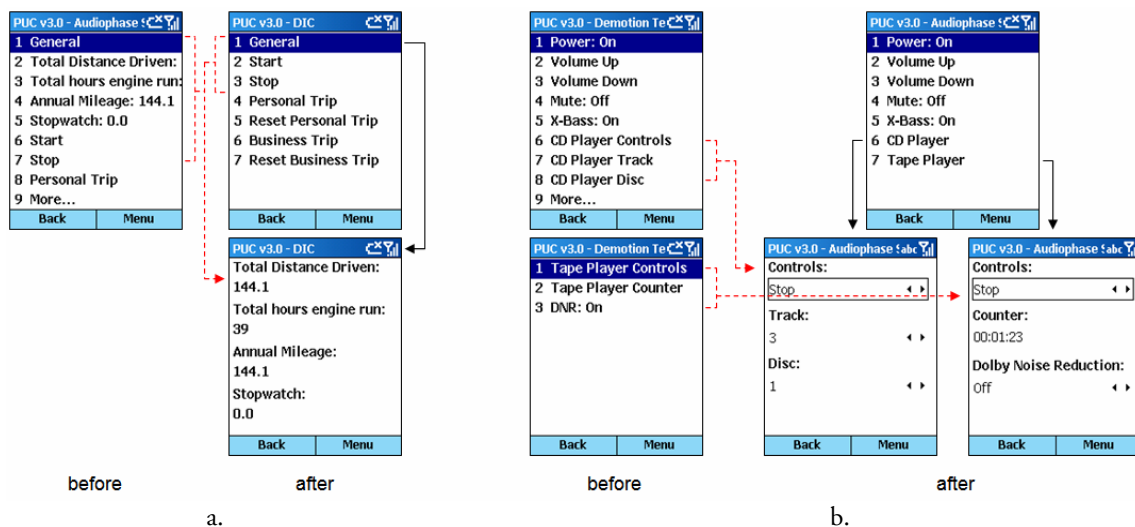 PUC v3.0 - Audiophase S
1 General
2 Total Distance Driven:
3 Total hours engine run:
4 Annual Mileage: 144.1
5 Stopwatch: 0.0
6 Start
7 Stop
8 Personal Trip
9 More...
Back Menu
PUC v3.0 - DIC
1 General
2 Start
3 Stop
4 Personal Trip
5 Reset Personal Trip
6 Business Trip
7 Reset Business Trip
Back Menu
PUC v3.0 - DIC
Total Distance Driven:
144.1
Total hours engine run:
39
Annual Mileage:
144.1
Stopwatch:
0.0
Back Menu
before after
a.
PUC v3.0 - Demotion Te
1 Power: On
2 Volume Up
3 Volume Down
4 Mute: Off
5 X-Bass: On
6 CD Player Controls
7 CD Player Track
8 CD Player Disc
9 More...
Back Menu
PUC v3.0 - Demotion Te
1 Tape Player Controls
2 Tape Player Counter
3 DNR: On
Back Menu
PUC v3.0 - Audiophase S
1 Power: On
2 Volume Up
3 Volume Down
4 Mute: Off
5 X-Bass: On
6 CD Player
7 Tape Player
Back Menu
PUC v3.0 - Audiophase S abc
Controls:
Stop
Track:
3
Disc:
1
Back Menu
PUC v3.0 - Audiophase S abc
Controls:
Stop
Counter:
00:01:23
Dolby Noise Reduction:
Off
Back Menu
before after
b.